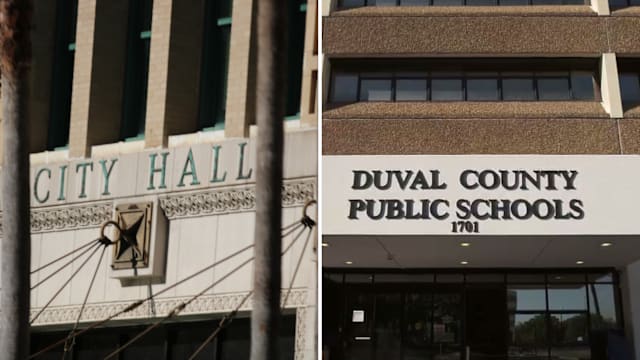 CITY HALL
DUVAL COUNTY
PUBLIC SCHOOLS
1701